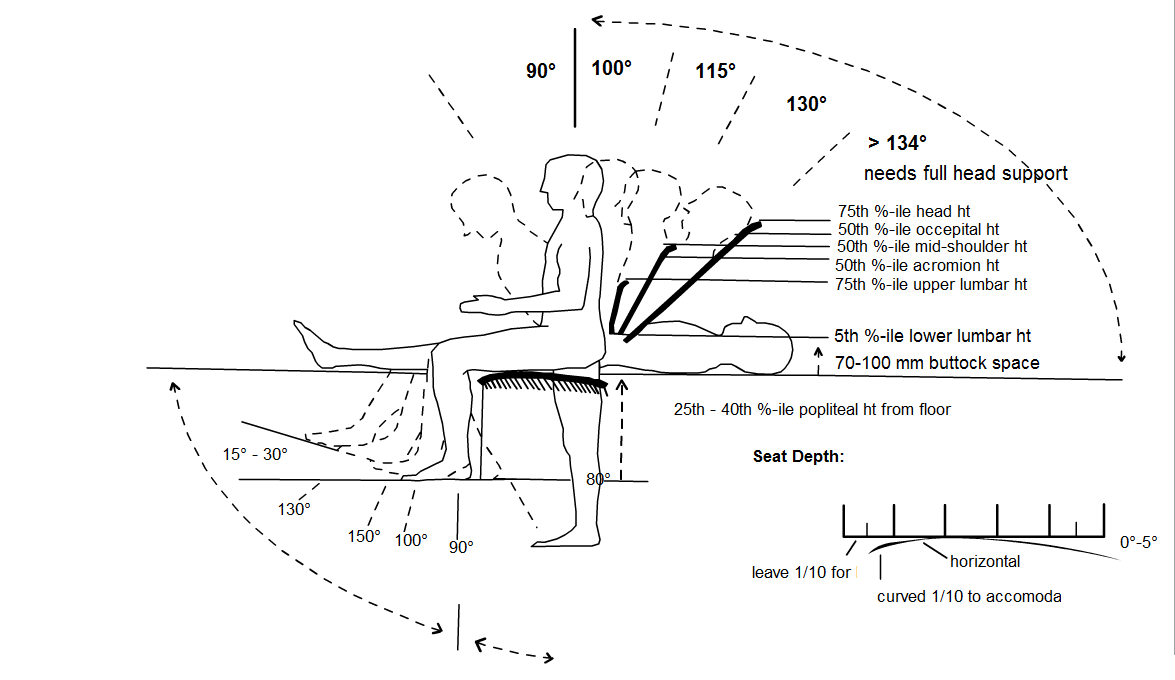 90°
100°
115°
130°
> 134°
needs full head support
75th %-ile head ht
50th %-ile occepital ht
50th %-ile mid-shoulder ht
50th %-ile acromion ht
75th %-ile upper lumbar ht
5th %-ile lower lumbar ht
70-100 mm buttock space
25th - 40th %-ile popliteal ht from floor
Seat Depth:
15° - 30°
80°
130°
150°
100°
90°
0°-5°
horizontal
leave 1/10 for
curved 1/10 to accomoda